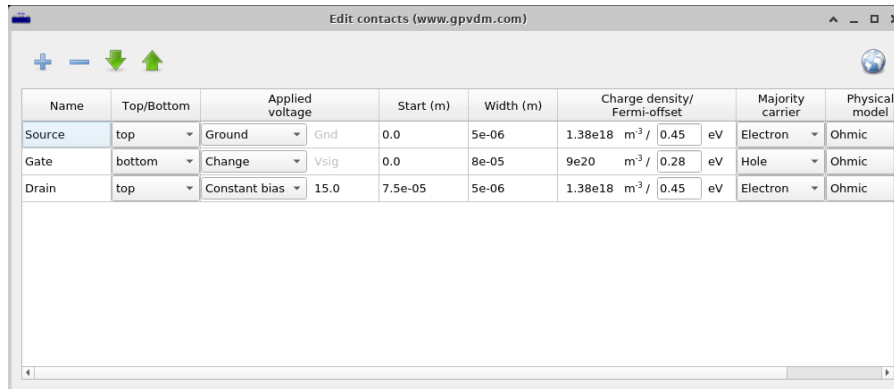 Edit contacts (www.gpvdm.com)
Name Top/Bottom Applied voltage Start (m) Width (m) Charge density/ Fermi-offset Majority carrier Physical model
Source top Ground Gnd 0.0 5e-06 1.38e18 m⁻³ / 0.45 eV Electron Ohmic
Gate bottom Change Vsig 0.0 8e-05 9e20 m⁻³ / 0.28 eV Hole Ohmic
Drain top Constant bias 15.0 7.5e-05 5e-06 1.38e18 m⁻³ / 0.45 eV Electron Ohmic